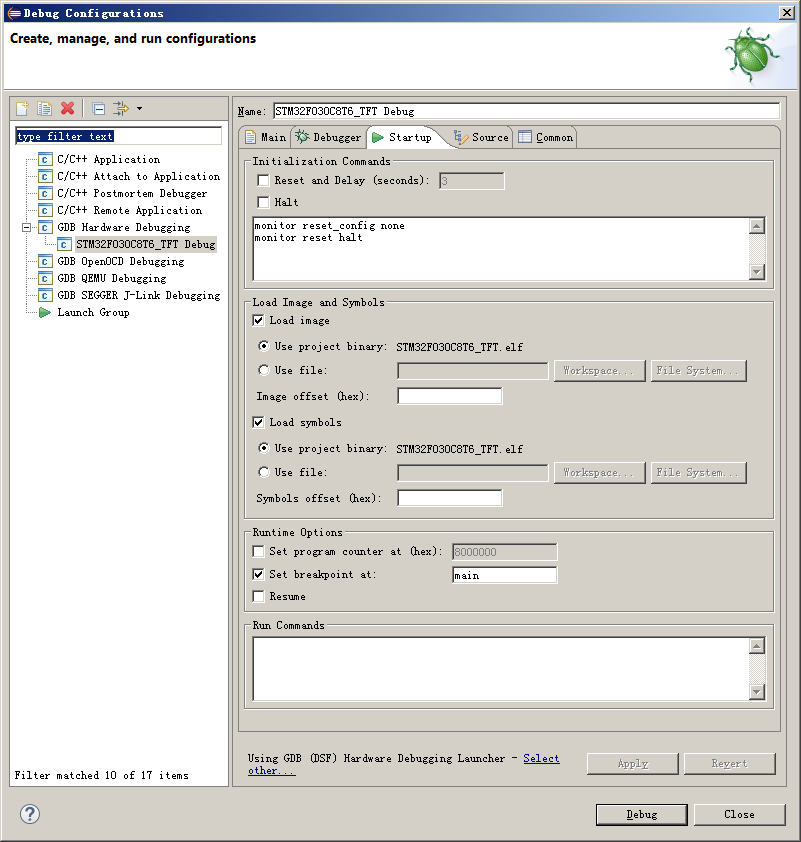 Debug Configurations
Create, manage, and run configurations
type filter text
C/C++ Application
C/C++ Attach to Application
C/C++ Postmortem Debugger
C/C++ Remote Application
GDB Hardware Debugging
STM32F030C8T6_TFT Debug
GDB OpenOCD Debugging
GDB QEMU Debugging
GDB SEGGER J-Link Debugging
Launch Group
Filter matched 10 of 17 items
Name: STM32F030C8T6_TFT Debug
Main Debugger Startup Source Common
Initialization Commands
Reset and Delay (seconds): 3
Halt
monitor reset_config none
monitor reset halt
Load Image and Symbols
Load image
Use project binary: STM32F030C8T6_TFT.elf
Use file: Workspace... File System...
Image offset (hex):
Load symbols
Use project binary: STM32F030C8T6_TFT.elf
Use file: Workspace... File System...
Symbols offset (hex):
Runtime Options
Set program counter at (hex): 8000000
Set breakpoint at: main
Resume
Run Commands
Using GDB (DSF) Hardware Debugging Launcher - Select
other...
Apply Revert
Debug Close